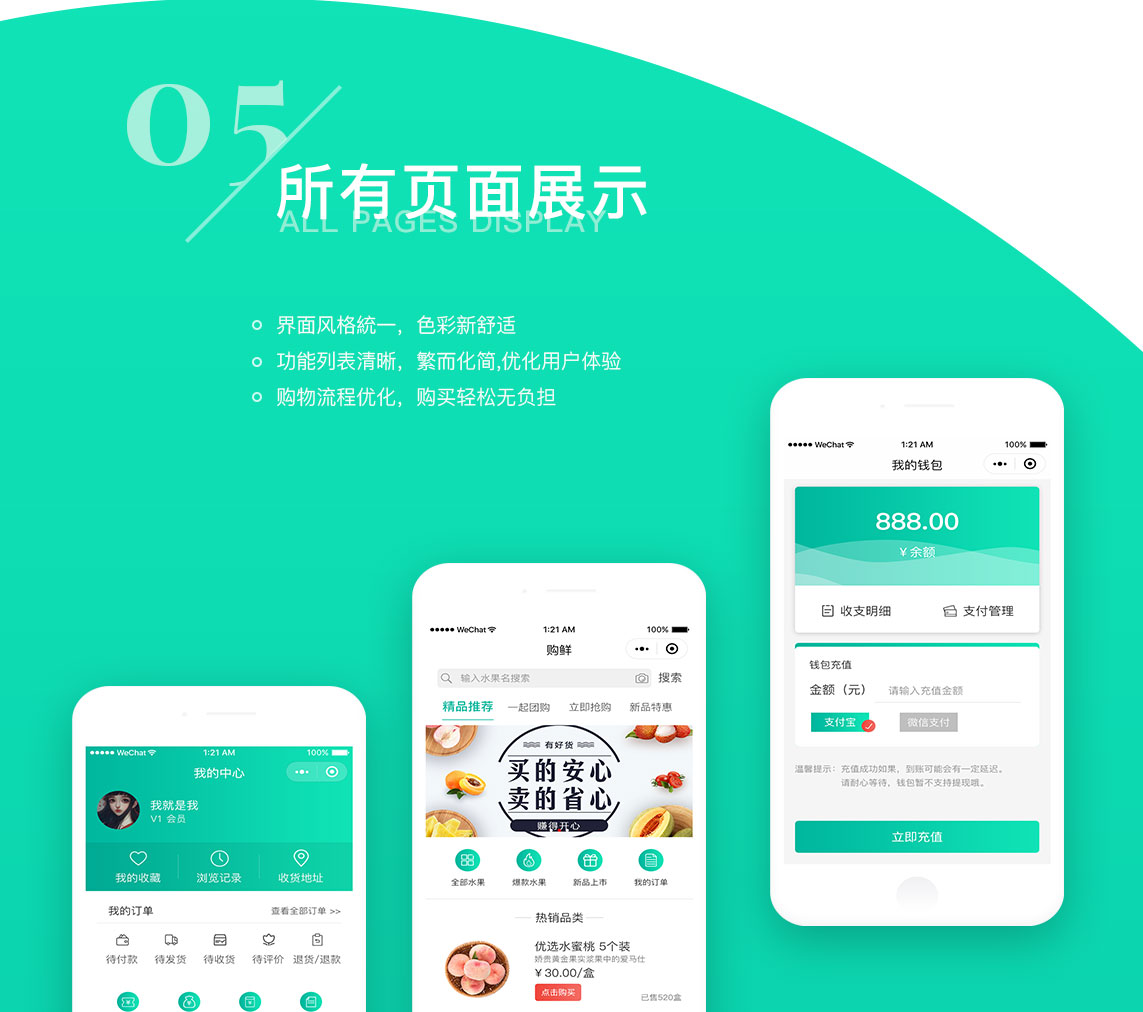 05
所有页面展示
ALL PAGES DISPLAY
界面风格統一，色彩新舒适
功能列表清晰，繁而化简,优化用户体验
购物流程优化，购买轻松无负担
WeChat 1:21 AM 100%
我的中心
我就是我
V1 会员
我的收藏 浏览记录 收货地址
我的订单 查看全部订单 >>
待付款 待发货 待收货 待评价 退货/退款
WeChat 1:21 AM 100%
购鲜
输入水果名搜索 搜索
精品推荐 一起团购 立即抢购 新品特惠
有好货
买的安心
卖的省心
赚得开心
全部水果 爆款水果 新品上市 我的订单
热销品类
优选水蜜桃 5个装
娇贵黄金果实浆果中的爱马仕
¥ 30.00/盒
点击购买
已售520盒
WeChat 1:21 AM 100%
我的钱包
888.00
¥ 余额
收支明细 支付管理
钱包充值
金额（元） 请输入充值金额
支付宝 微信支付
温馨提示：充值成功如果，到账可能会有一定延迟。
请耐心等待，钱包暂不支持提现哦。
立即充值